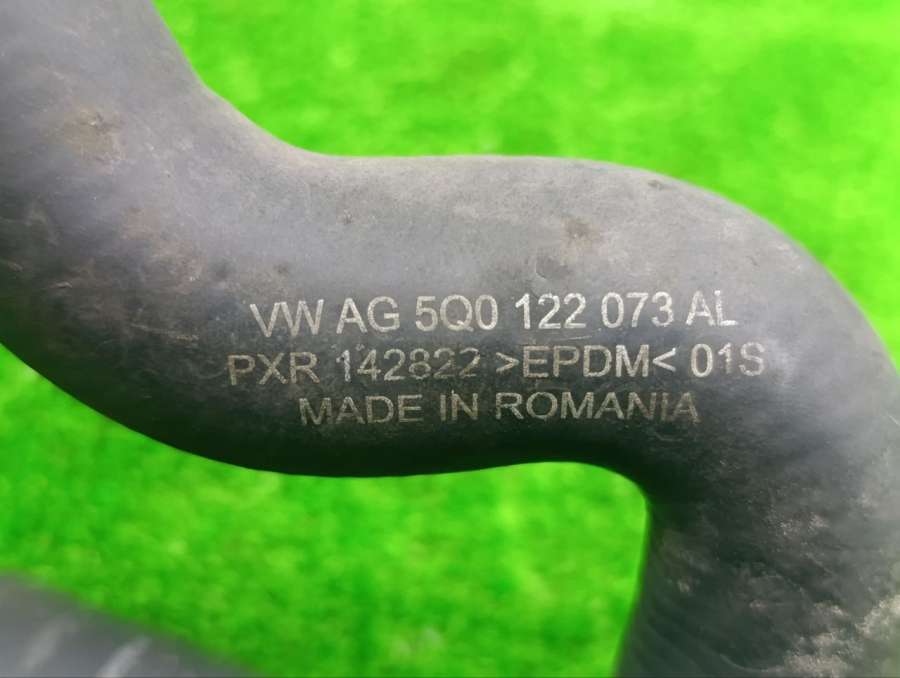 VW AG 5Q0 122 073 AL
PXR 142822 >EPDM< 01S
MADE IN ROMANIA